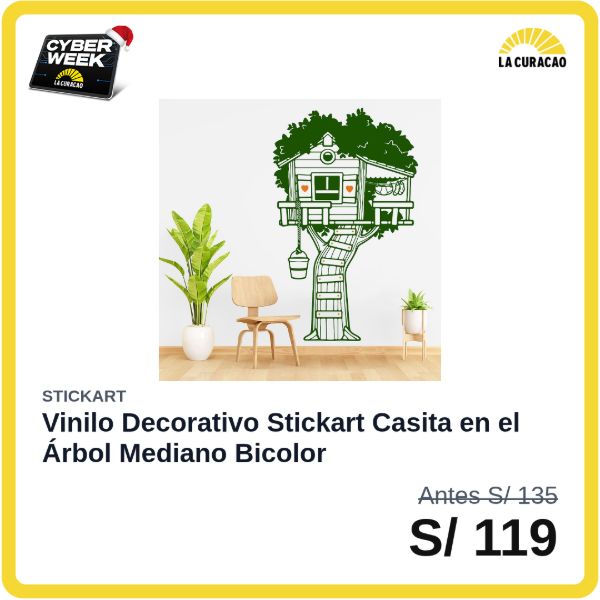 CYBER
WEEK
LA CURACAO
LA CURACAO
STICKART
Vinilo Decorativo Stickart Casita en el
Árbol Mediano Bicolor
Antes S/ 135
S/ 119